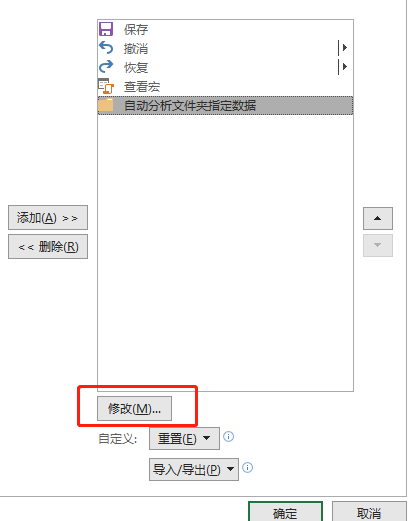 保存
撤消
恢复
查看宏
自动分析文件夹指定数据
添加(A) >>
<< 删除(R)
修改(M)...
自定义: 重置(E)
导入/导出(P)
确定 取消